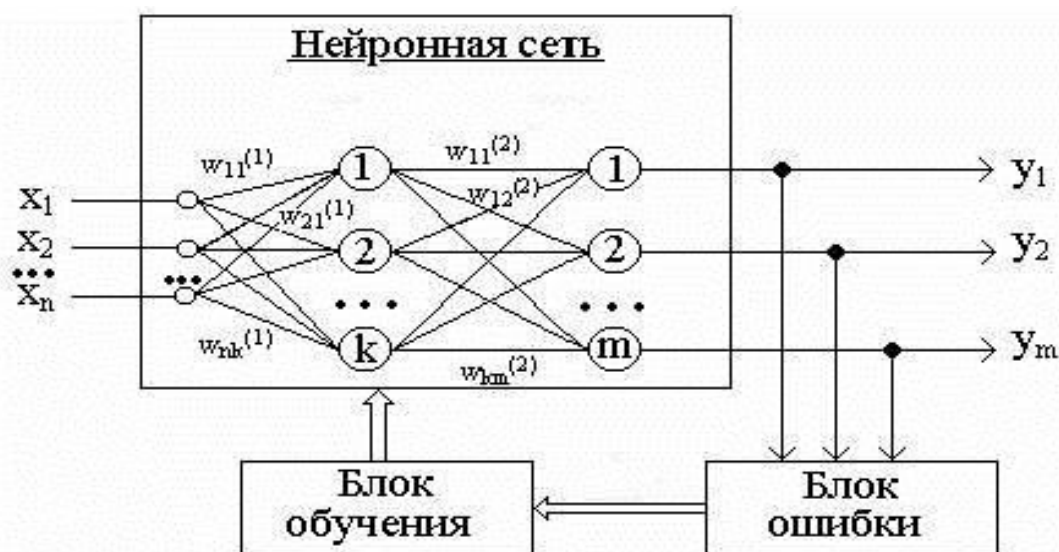 Нейронная сеть
w₁₁⁽¹⁾ 1 w₁₁⁽²⁾ 1 y₁
x₁ w₂₁⁽¹⁾ w₁₂⁽²⁾
x₂ 2 2 y₂
... ... ... ...
xₙ
wₙₖ⁽¹⁾ k wₖₘ⁽²⁾ m yₘ
Блок
обучения
Блок
ошибки